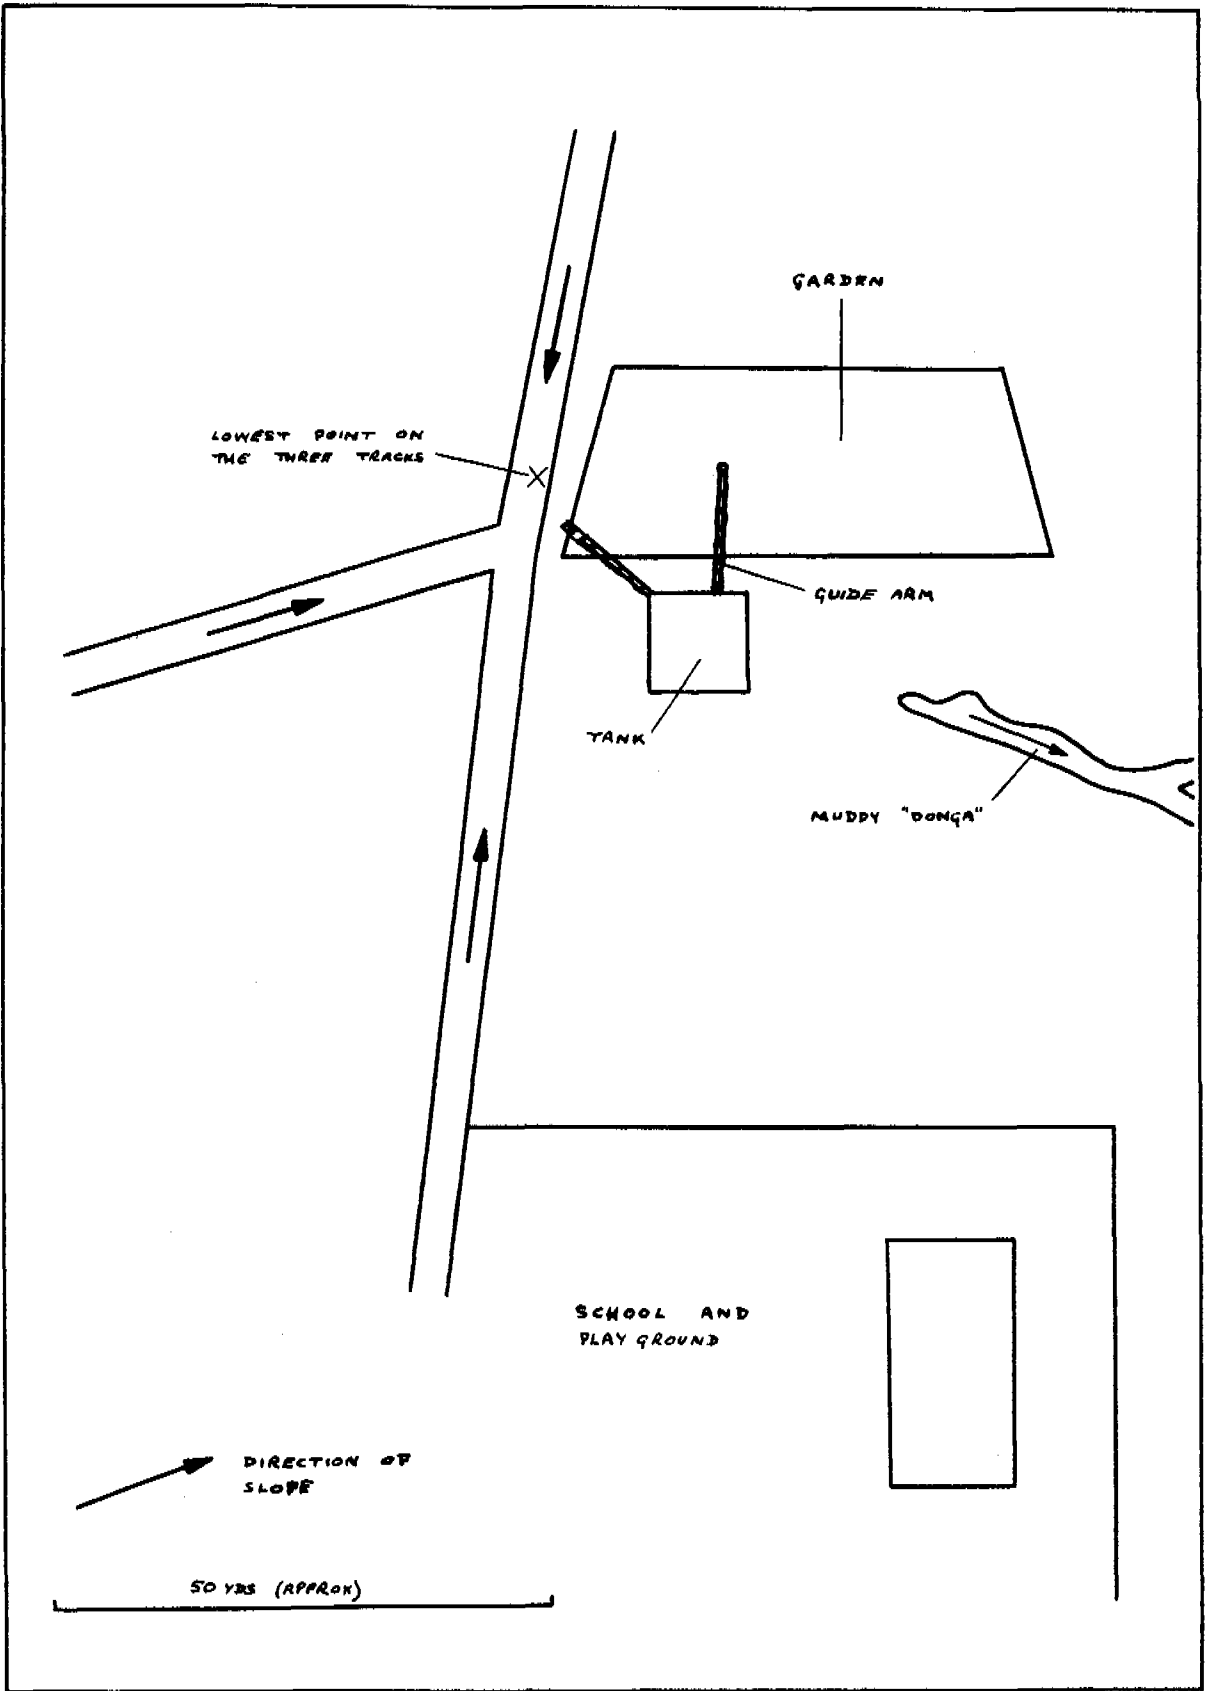 GARDEN
LOWEST POINT ON
THE THREE TRACKS
GUIDE ARM
TANK
MUDDY "DONGA"
SCHOOL AND
PLAY GROUND
DIRECTION OF
SLOPE
50 YDS (APPROX)